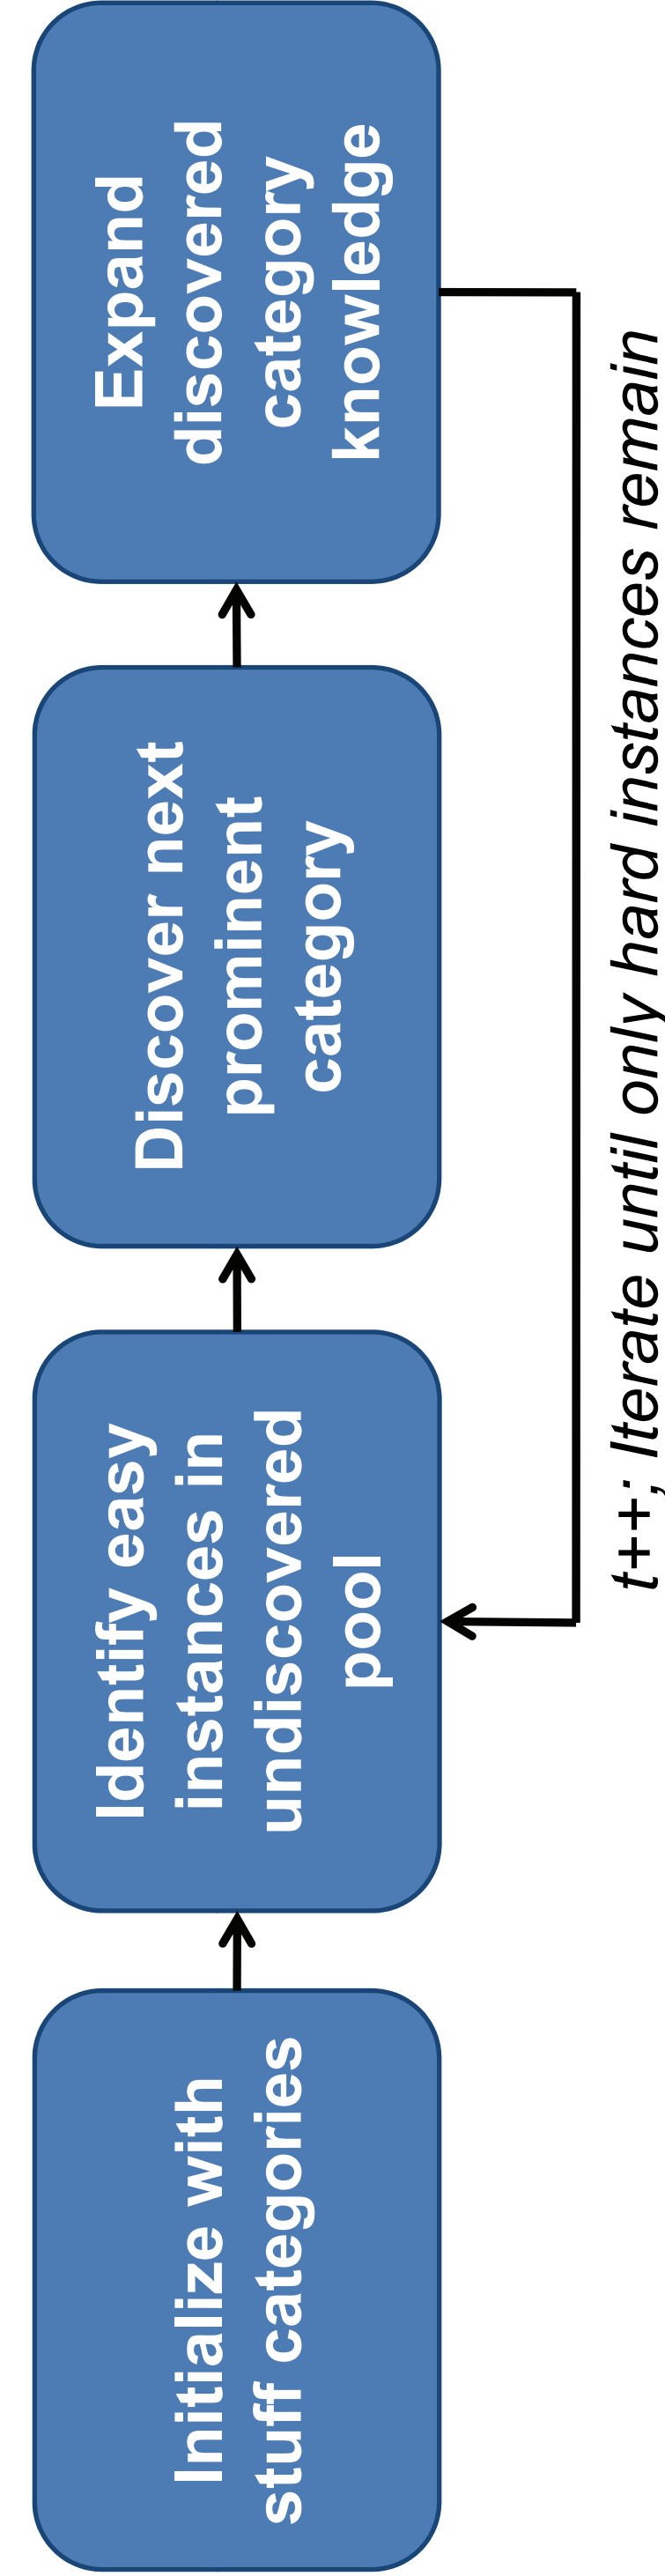 Initialize with
stuff categories
Identify easy
instances in
undiscovered
pool
Discover next
prominent
category
Expand
discovered
category
knowledge
t++; Iterate until only hard instances remain